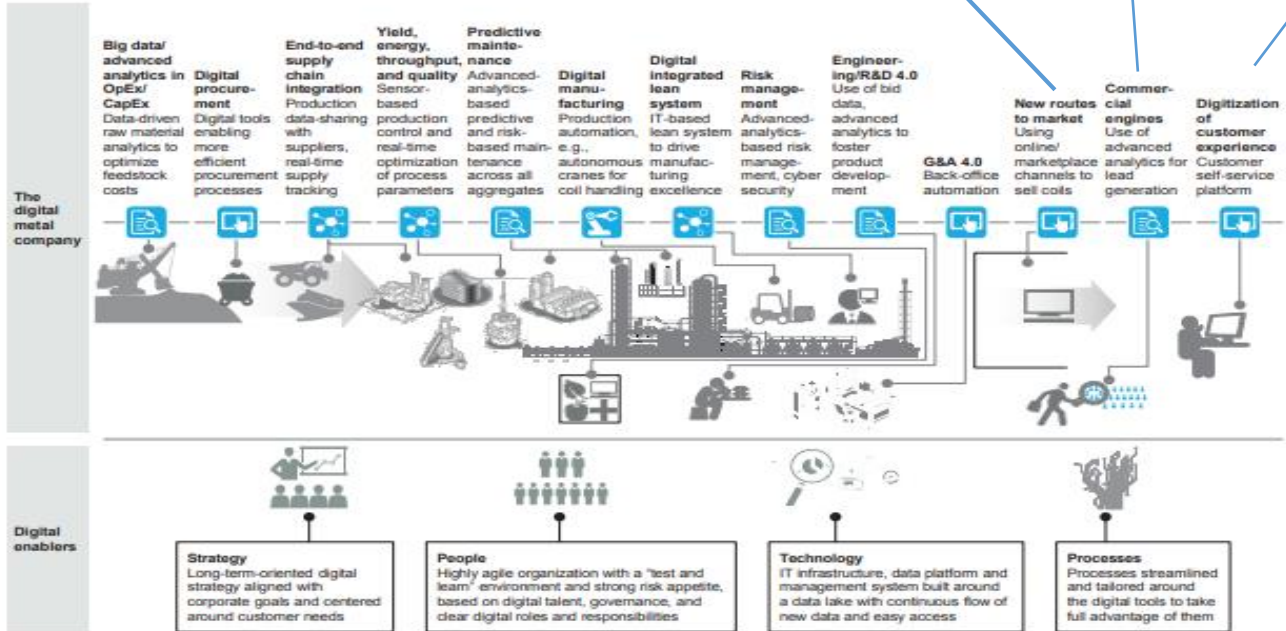 The
digital
metal
company
Big data/
advanced
analytics in
OpEx/
CapEx
Data-driven
raw material
analytics to
optimize
feedstock
costs
Digital
procure-
ment
Digital tools
enabling
more
efficient
procurement
processes
End-to-end
supply
chain
integration
Production
data-sharing
with
suppliers,
real-time
supply
tracking
Yield,
energy,
throughput,
and quality
Sensor-
based
production
control and
real-time
optimization
of process
parameters
Predictive
mainte-
nance
Advanced-
analytics-
based
predictive
and risk-
based main-
tenance
across all
aggregates
Digital
manu-
facturing
Production
automation,
e.g.,
autonomous
cranes for
coil handling
Digital
integrated
lean
system
IT-based
lean system
to drive
manufac-
turing
excellence
Risk
manage-
ment
Advanced-
analytics-
based risk
manage-
ment, cyber
security
Engineer-
ing/R&D 4.0
Use of bid
data,
advanced
analytics to
foster
product
develop-
ment
G&A 4.0
Back-office
automation
New routes
to market
Using
online/
marketplace
channels to
sell coils
Commer-
cial
engines
Use of
advanced
analytics for
lead
generation
Digitization
of
customer
experience
Customer
self-service
platform
Digital
enablers
Strategy
Long-term-oriented digital
strategy aligned with
corporate goals and centered
around customer needs
People
Highly agile organization with a "test and
learn" environment and strong risk appetite,
based on digital talent, governance, and
clear digital roles and responsibilities
Technology
IT infrastructure, data platform and
management system built around
a data lake with continuous flow of
new data and easy access
Processes
Processes streamlined
and tailored around
the digital tools to take
full advantage of them